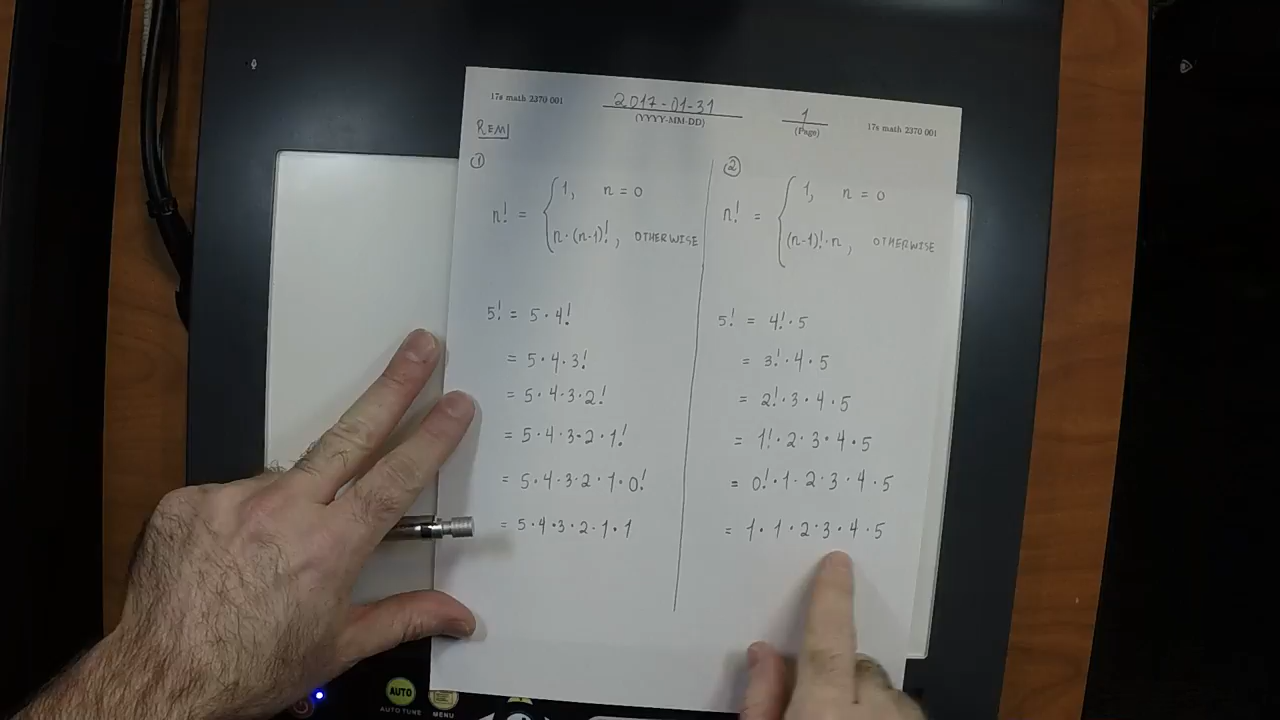 17s math 2370 001
2017-01-31
(YYYY-MM-DD)
1
(Page)
17s math 2370 001
REM
①
n! = { 1, n = 0
n·(n-1)!, OTHERWISE
5! = 5·4!
= 5·4·3!
= 5·4·3·2!
= 5·4·3·2·1!
= 5·4·3·2·1·0!
= 5·4·3·2·1·1
②
n! = { 1, n = 0
(n-1)!·n, OTHERWISE
5! = 4!·5
= 3!·4·5
= 2!·3·4·5
= 1!·2·3·4·5
= 0!·1·2·3·4·5
= 1·1·2·3·4·5
AUTO
AUTO TUNE
MENU